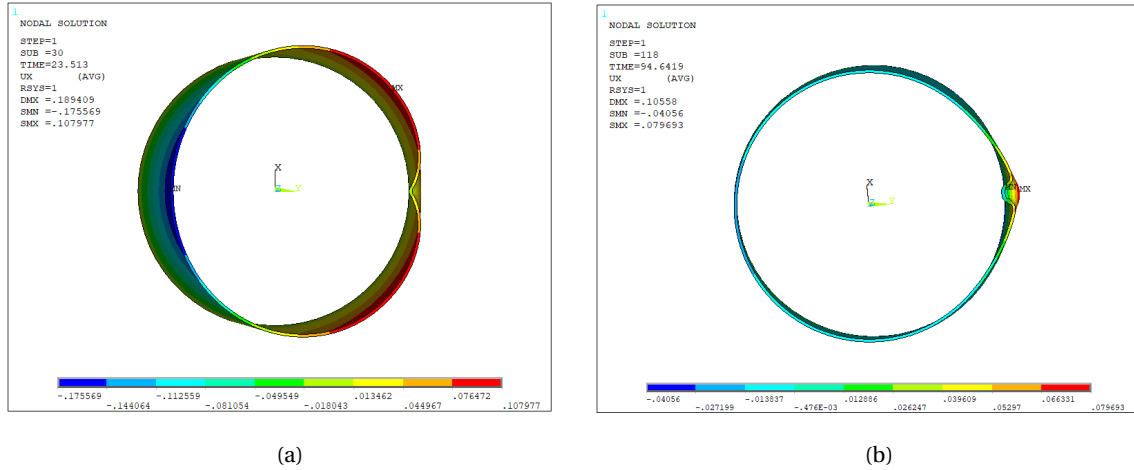 1
NODAL SOLUTION
STEP=1
SUB =30
TIME=23.513
UX (AVG)
RSYS=1
DMX =.189409
SMN =-.175569
SMX =.107977
MX
MN
X
Z Y
-.175569 -.112559 -.049549 .013462 .076472
-.144064 -.081054 -.018043 .044967 .107977
(a)
1
NODAL SOLUTION
STEP=1
SUB =118
TIME=94.6419
UX (AVG)
RSYS=1
DMX =.10558
SMN =-.04056
SMX =.079693
X
MN MX
Z Y
-.04056 -.013837 .012886 .039609 .066331
-.027199 -.476E-03 .026247 .05297 .079693
(b)